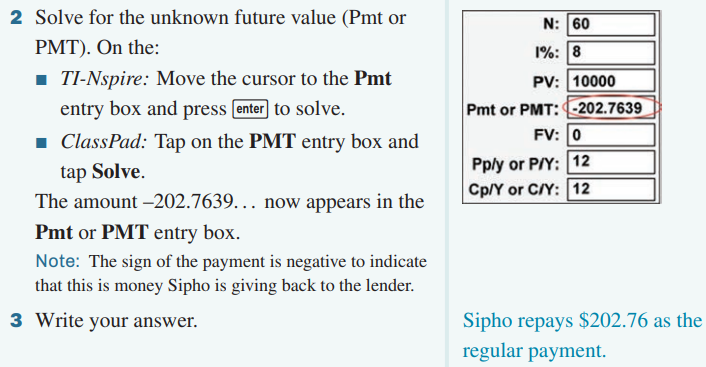 2 Solve for the unknown future value (Pmt or
PMT). On the:
■ TI-Nspire: Move the cursor to the Pmt
entry box and press enter to solve.
■ ClassPad: Tap on the PMT entry box and
tap Solve.
The amount –202.7639... now appears in the
Pmt or PMT entry box.
Note: The sign of the payment is negative to indicate
that this is money Sipho is giving back to the lender.
N: 60
I%: 8
PV: 10000
Pmt or PMT: -202.7639
FV: 0
Pp/y or P/Y: 12
Cp/Y or C/Y: 12
3 Write your answer.
Sipho repays $202.76 as the
regular payment.